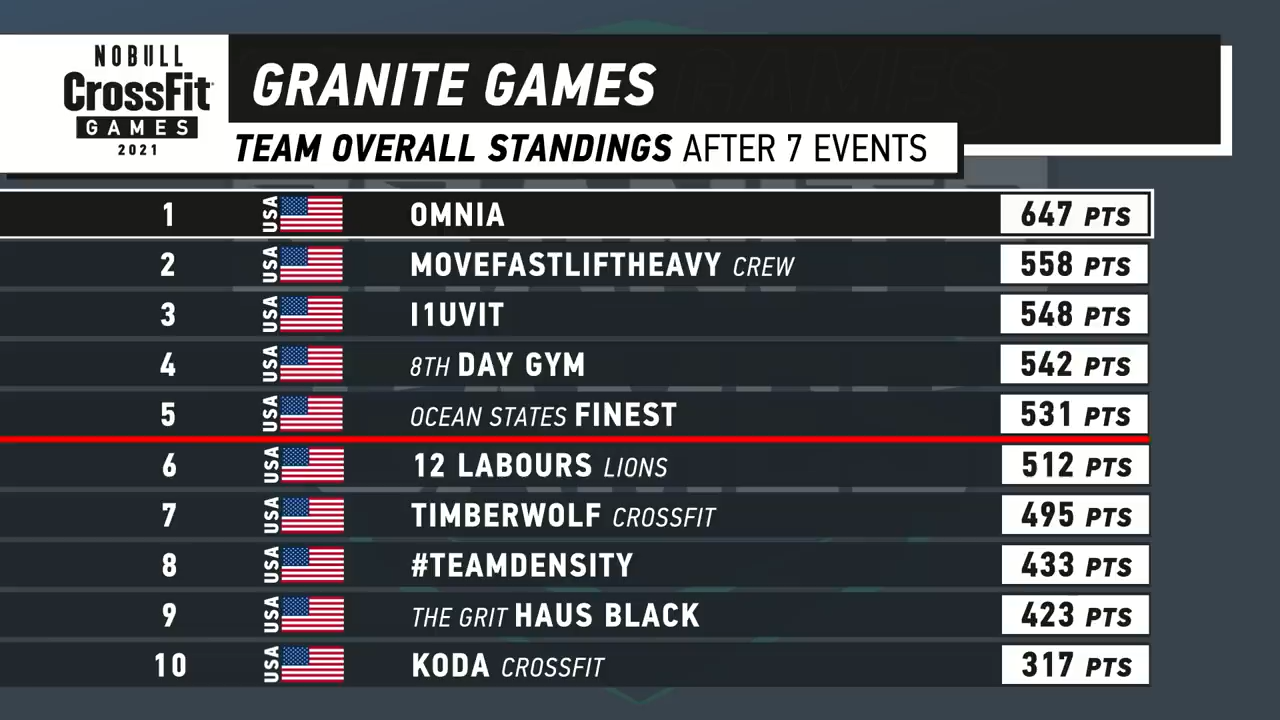 NOBULL
CrossFit
GAMES
2021
GRANITE GAMES
TEAM OVERALL STANDINGS AFTER 7 EVENTS
1 USA OMNIA 647 PTS
2 USA MOVEFASTLIFTHEAVY CREW 558 PTS
3 USA I1UVIT 548 PTS
4 USA 8TH DAY GYM 542 PTS
5 USA OCEAN STATES FINEST 531 PTS
6 USA 12 LABOURS LIONS 512 PTS
7 USA TIMBERWOLF CROSSFIT 495 PTS
8 USA #TEAMDENSITY 433 PTS
9 USA THE GRIT HAUS BLACK 423 PTS
10 USA KODA CROSSFIT 317 PTS